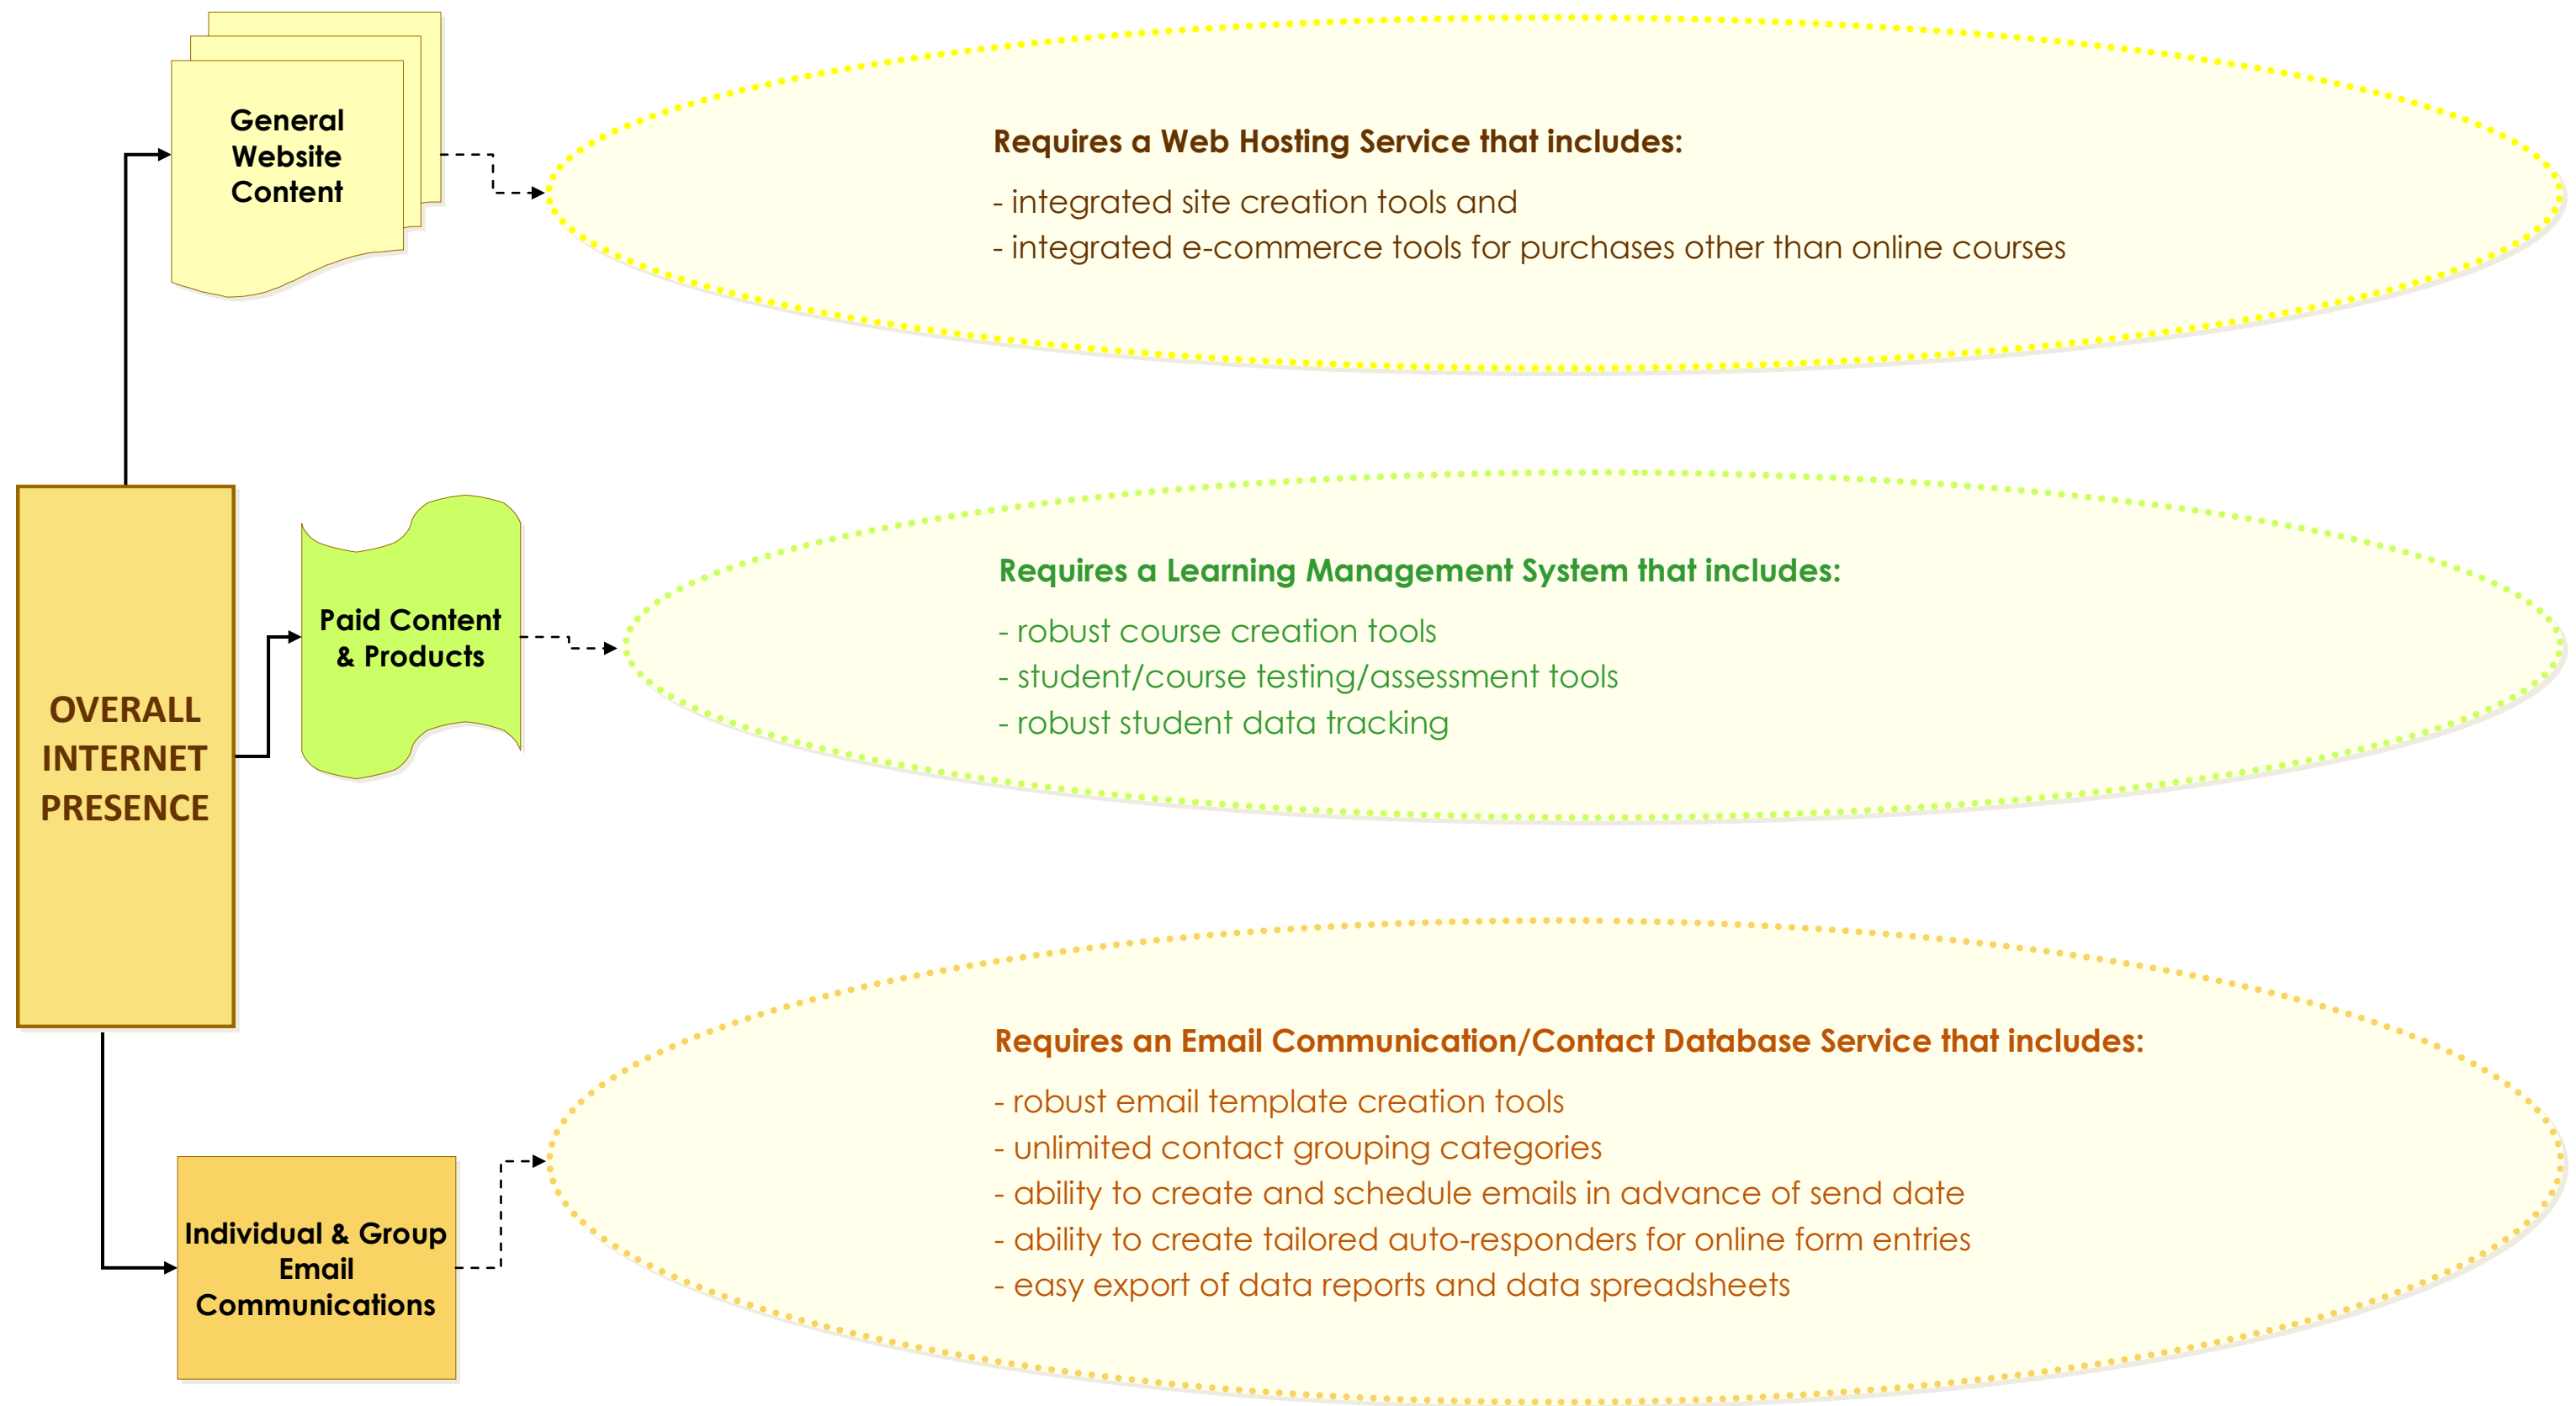 General
Website
Content
Requires a Web Hosting Service that includes:
- integrated site creation tools and
- integrated e-commerce tools for purchases other than online courses
OVERALL
INTERNET
PRESENCE
Paid Content
& Products
Requires a Learning Management System that includes:
- robust course creation tools
- student/course testing/assessment tools
- robust student data tracking
Individual & Group
Email
Communications
Requires an Email Communication/Contact Database Service that includes:
- robust email template creation tools
- unlimited contact grouping categories
- ability to create and schedule emails in advance of send date
- ability to create tailored auto-responders for online form entries
- easy export of data reports and data spreadsheets